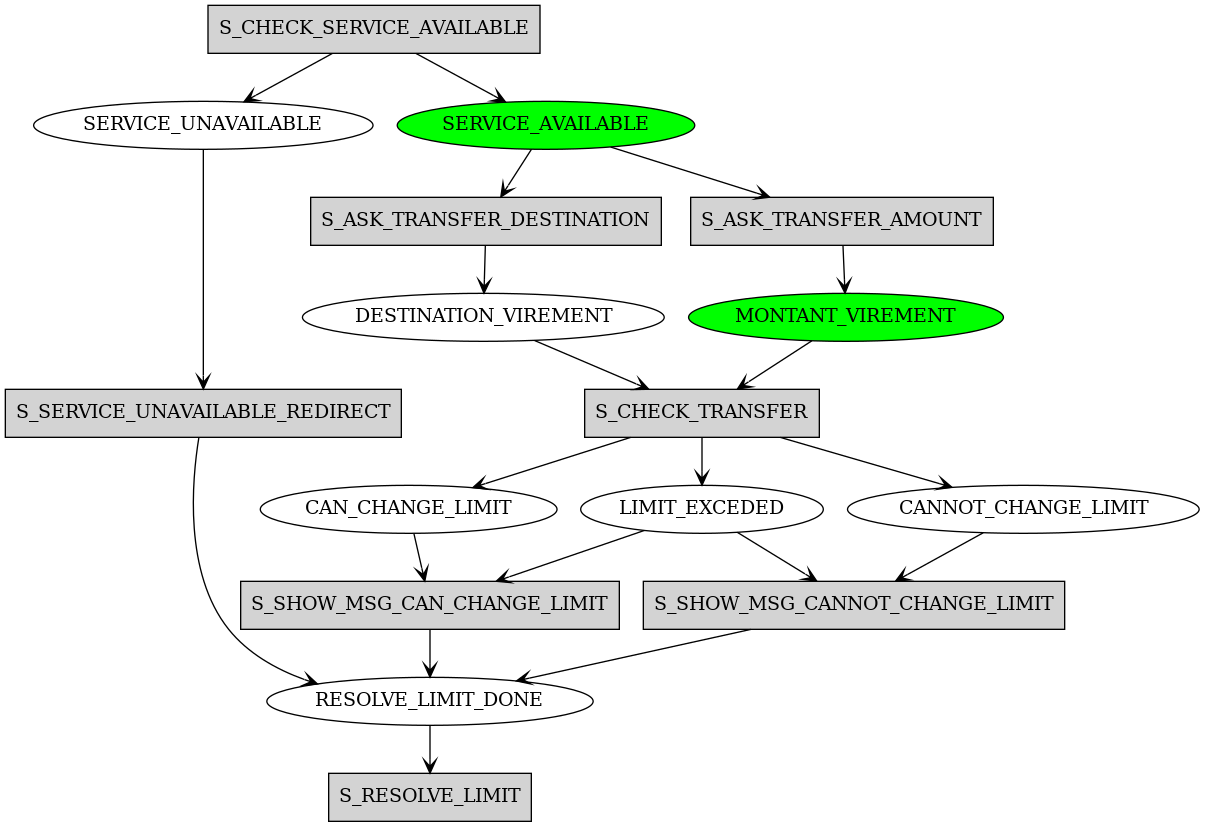 S_CHECK_SERVICE_AVAILABLE
SERVICE_UNAVAILABLE
SERVICE_AVAILABLE
S_ASK_TRANSFER_DESTINATION
S_ASK_TRANSFER_AMOUNT
DESTINATION_VIREMENT
MONTANT_VIREMENT
S_SERVICE_UNAVAILABLE_REDIRECT
S_CHECK_TRANSFER
CAN_CHANGE_LIMIT
LIMIT_EXCEDED
CANNOT_CHANGE_LIMIT
S_SHOW_MSG_CAN_CHANGE_LIMIT
S_SHOW_MSG_CANNOT_CHANGE_LIMIT
RESOLVE_LIMIT_DONE
S_RESOLVE_LIMIT